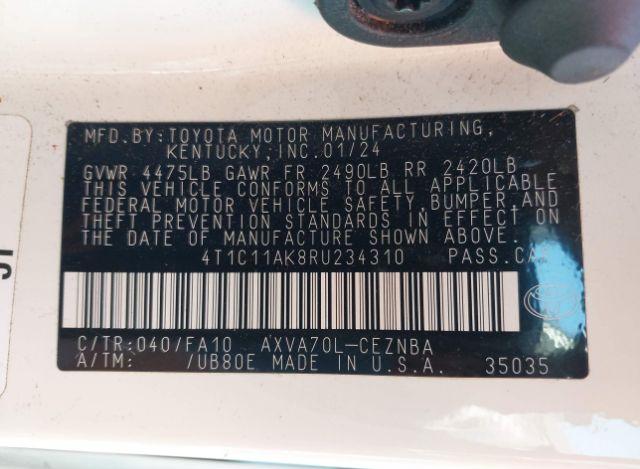 MFD.BY:TOYOTA MOTOR MANUFACTURING,
KENTUCKY,INC.01/24
GVWR 4475LB GAWR FR 2490LB RR 2420LB
THIS VEHICLE CONFORMS TO ALL APPLICABLE
FEDERAL MOTOR VEHICLE SAFETY,BUMPER,AND
THEFT PREVENTION STANDARDS IN EFFECT ON
THE DATE OF MANUFACTURE SHOWN ABOVE.
4T1C11AK8RU234310 PASS.CAR
C/TR:040/FA10 AXVA70L-CEZNBA
A/TM: /UB80E MADE IN U.S.A. 35035